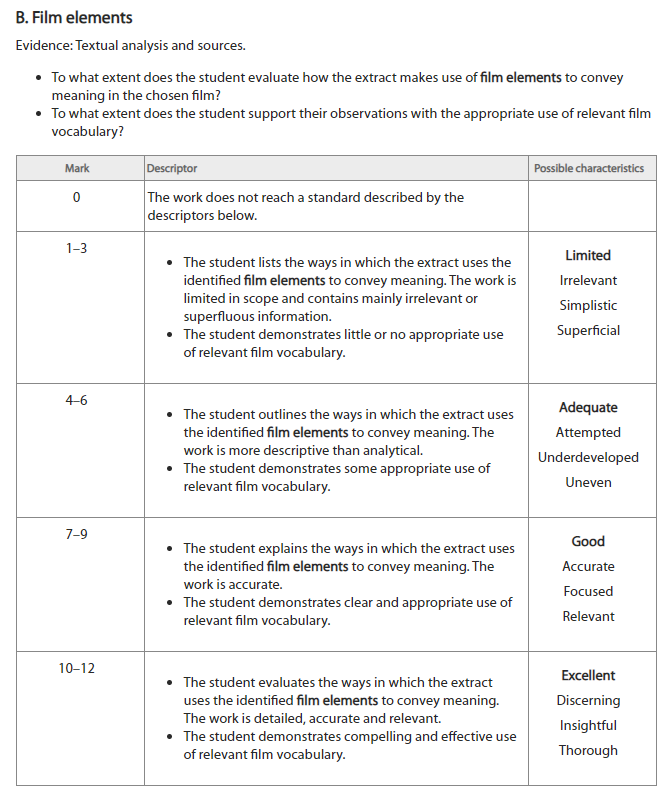 B. Film elements
Evidence: Textual analysis and sources.
• To what extent does the student evaluate how the extract makes use of film elements to convey
meaning in the chosen film?
• To what extent does the student support their observations with the appropriate use of relevant film
vocabulary?
Mark Descriptor Possible characteristics
0 The work does not reach a standard described by the
descriptors below.
1–3
• The student lists the ways in which the extract uses the
identified film elements to convey meaning. The work is
limited in scope and contains mainly irrelevant or
superfluous information.
• The student demonstrates little or no appropriate use
of relevant film vocabulary.
Limited
Irrelevant
Simplistic
Superficial
4–6
• The student outlines the ways in which the extract uses
the identified film elements to convey meaning. The
work is more descriptive than analytical.
• The student demonstrates some appropriate use of
relevant film vocabulary.
Adequate
Attempted
Underdeveloped
Uneven
7–9
• The student explains the ways in which the extract uses
the identified film elements to convey meaning. The
work is accurate.
• The student demonstrates clear and appropriate use of
relevant film vocabulary.
Good
Accurate
Focused
Relevant
10–12
• The student evaluates the ways in which the extract
uses the identified film elements to convey meaning.
The work is detailed, accurate and relevant.
• The student demonstrates compelling and effective use
of relevant film vocabulary.
Excellent
Discerning
Insightful
Thorough